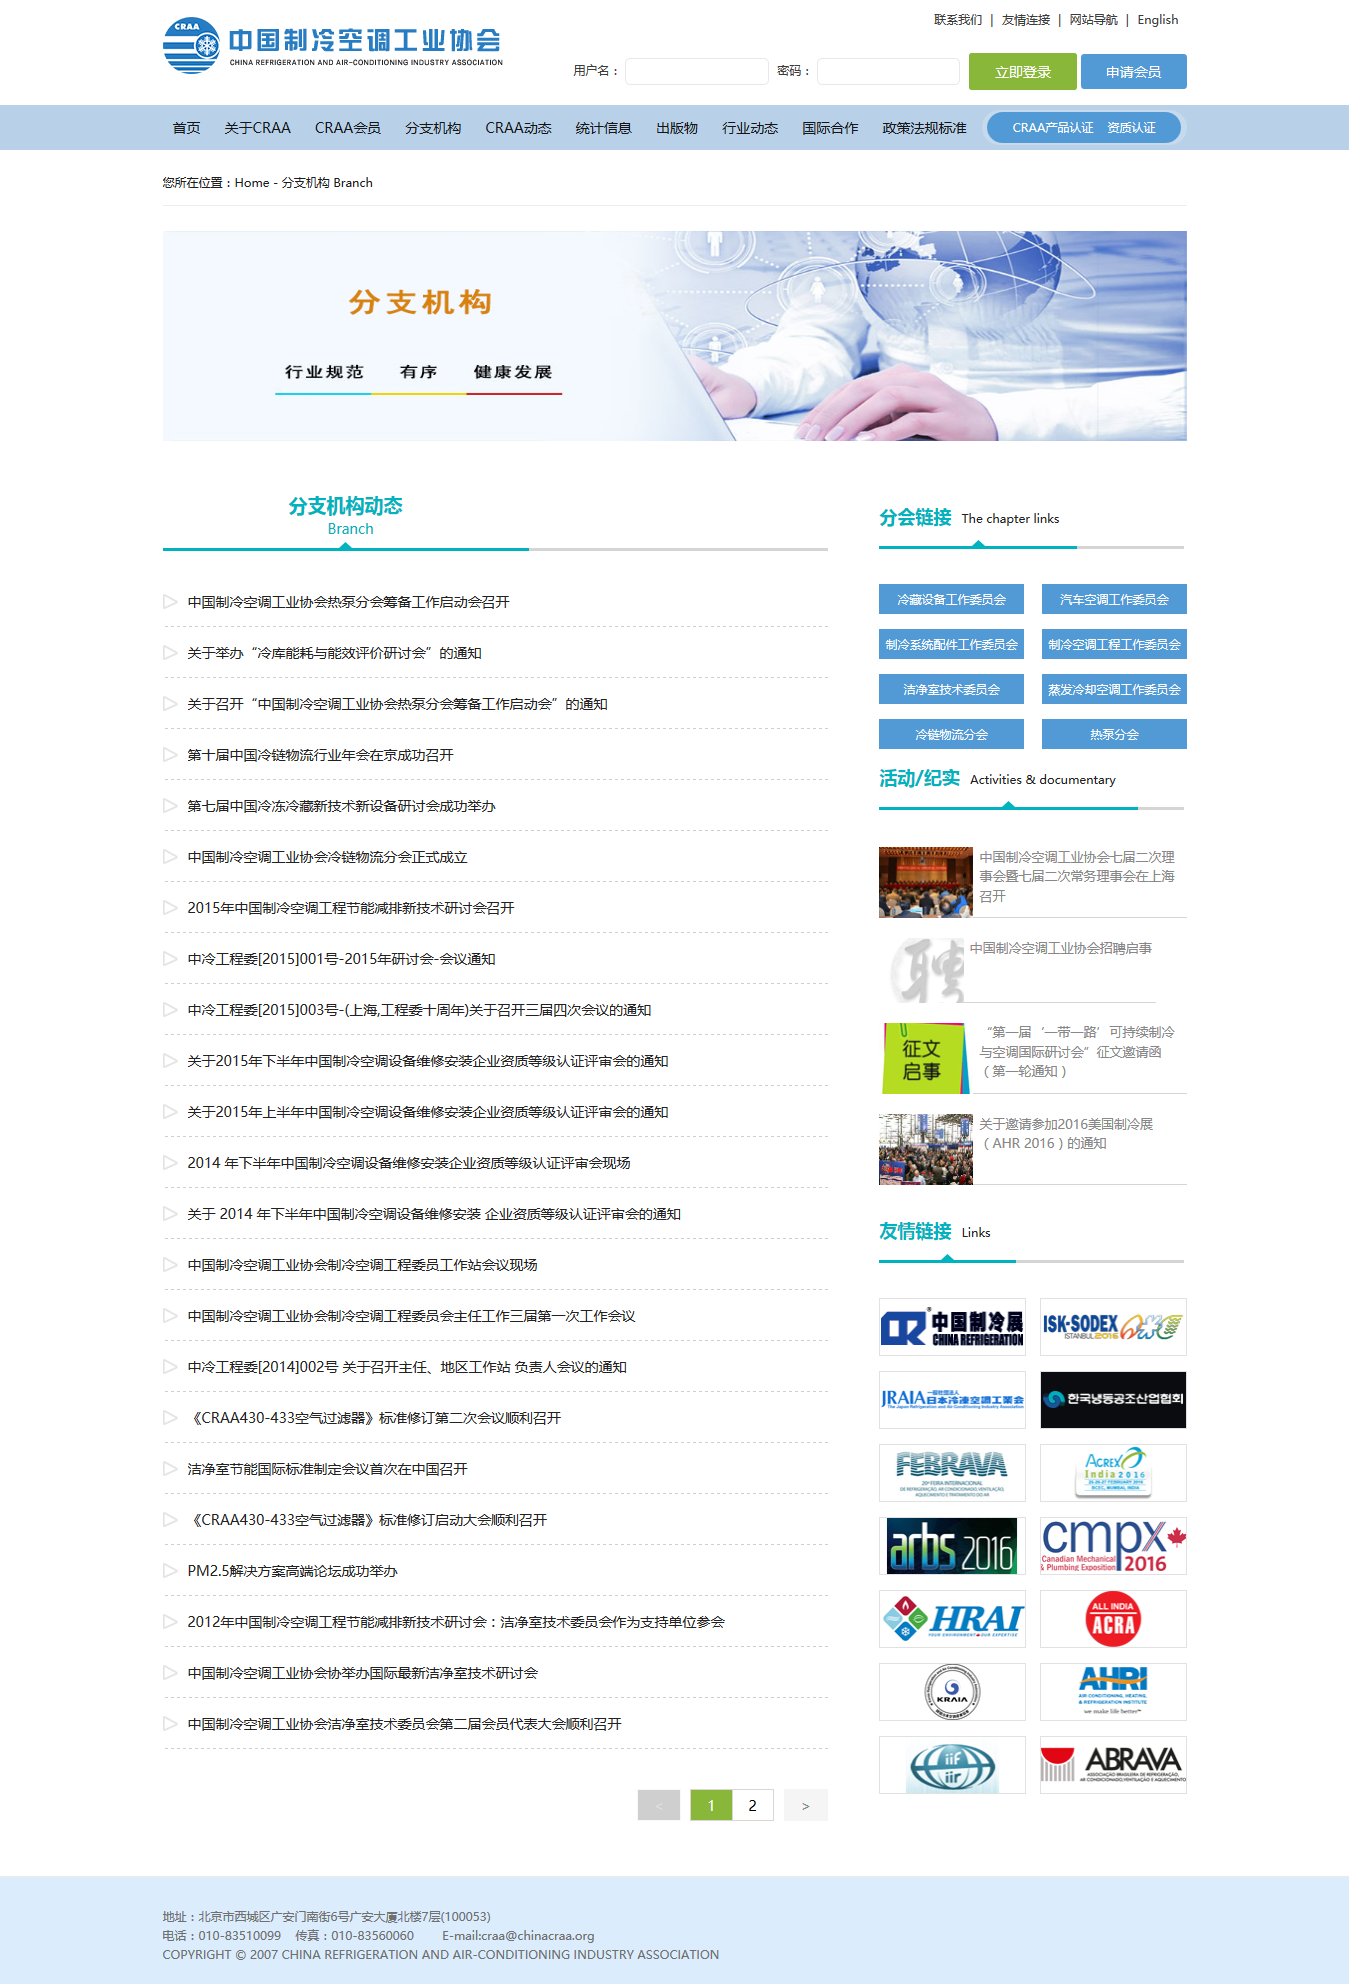 联系我们 | 友情连接 | 网站导航 | English
CRAA
中国制冷空调工业协会
CHINA REFRIGERATION AND AIR-CONDITIONING INDUSTRY ASSOCIATION
用户名： 密码： 立即登录 申请会员
首页 关于CRAA CRAA会员 分支机构 CRAA动态 统计信息 出版物 行业动态 国际合作 政策法规标准 CRAA产品认证 资质认证
您所在位置：Home - 分支机构 Branch
分支机构
行业规范 有序 健康发展
分支机构动态
Branch
中国制冷空调工业协会热泵分会筹备工作启动会召开
关于举办“冷库能耗与能效评价研讨会”的通知
关于召开“中国制冷空调工业协会热泵分会筹备工作启动会”的通知
第十届中国冷链物流行业年会在京成功召开
第七届中国冷冻冷藏新技术新设备研讨会成功举办
中国制冷空调工业协会冷链物流分会正式成立
2015年中国制冷空调工程节能减排新技术研讨会召开
中冷工程委[2015]001号-2015年研讨会-会议通知
中冷工程委[2015]003号-(上海,工程委十周年)关于召开三届四次会议的通知
关于2015年下半年中国制冷空调设备维修安装企业资质等级认证评审会的通知
关于2015年上半年中国制冷空调设备维修安装企业资质等级认证评审会的通知
2014 年下半年中国制冷空调设备维修安装企业资质等级认证评审会现场
关于 2014 年下半年中国制冷空调设备维修安装 企业资质等级认证评审会的通知
中国制冷空调工业协会制冷空调工程委员工作站会议现场
中国制冷空调工业协会制冷空调工程委员会主任工作三届第一次工作会议
中冷工程委[2014]002号 关于召开主任、地区工作站 负责人会议的通知
《CRAA430-433空气过滤器》标准修订第二次会议顺利召开
洁净室节能国际标准制定会议首次在中国召开
《CRAA430-433空气过滤器》标准修订启动大会顺利召开
PM2.5解决方案高端论坛成功举办
2012年中国制冷空调工程节能减排新技术研讨会：洁净室技术委员会作为支持单位参会
中国制冷空调工业协会协举办国际最新洁净室技术研讨会
中国制冷空调工业协会洁净室技术委员会第二届会员代表大会顺利召开
< 1 2 >
分会链接 The chapter links
冷藏设备工作委员会 汽车空调工作委员会
制冷系统配件工作委员会 制冷空调工程工作委员会
洁净室技术委员会 蒸发冷却空调工作委员会
冷链物流分会 热泵分会
活动/纪实 Activities & documentary
中国制冷空调工业协会七届二次理
事会暨七届二次常务理事会在上海
召开
聘
中国制冷空调工业协会招聘启事
征文
启事
“第一届‘一带一路’可持续制冷
与空调国际研讨会”征文邀请函
（第一轮通知）
关于邀请参加2016美国制冷展
（AHR 2016）的通知
友情链接 Links
中国制冷展
CHINA REFRIGERATION
ISK-SODEX
ISTANBUL 2016
JRAIA 一般社団法人 日本冷凍空調工業会
The Japan Refrigeration and Air Conditioning Industry Association
한국냉동공조산업협회
FEBRAVA
ACREX
India 2016
arbs 2016
cmpx
Canadian Mechanical
& Plumbing Exposition 2016
HRAI
YOUR ENVIRONMENT OUR EXPERTISE
ALL INDIA
ACRA
KRAIA
AHRI
AIR-CONDITIONING, HEATING,
& REFRIGERATION INSTITUTE
we make life better™
iif
iir
ABRAVA
ASSOCIAÇÃO BRASILEIRA DE REFRIGERAÇÃO,
AR CONDICIONADO, VENTILAÇÃO E AQUECIMENTO
地址：北京市西城区广安门南街6号广安大厦北楼7层(100053)
电话：010-83510099 传真：010-83560060 E-mail:craa@chinacraa.org
COPYRIGHT © 2007 CHINA REFRIGERATION AND AIR-CONDITIONING INDUSTRY ASSOCIATION